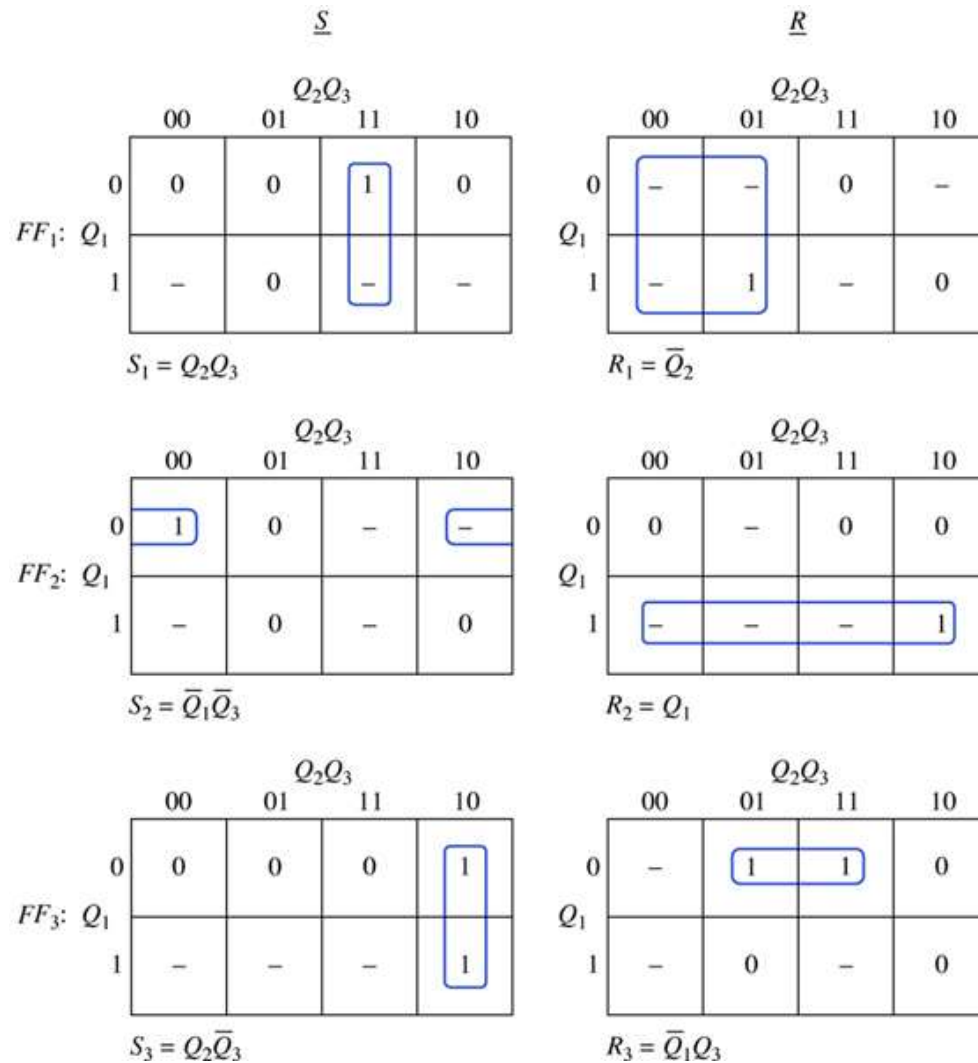 S R
Q₂Q₃ Q₂Q₃
00 01 11 10 00 01 11 10
0 0 0 1 0 0 – – 0 –
FF₁: Q₁ Q₁
1 – 0 – – 1 – 1 – 0
S₁ = Q₂Q₃ R₁ = Q̅₂
Q₂Q₃ Q₂Q₃
00 01 11 10 00 01 11 10
0 1 0 – – 0 0 – 0 0
FF₂: Q₁ Q₁
1 – 0 – 0 1 – – – 1
S₂ = Q̅₁Q̅₃ R₂ = Q₁
Q₂Q₃ Q₂Q₃
00 01 11 10 00 01 11 10
0 0 0 0 1 0 – 1 1 0
FF₃: Q₁ Q₁
1 – – – 1 1 – 0 – 0
S₃ = Q₂Q̅₃ R₃ = Q̅₁Q₃